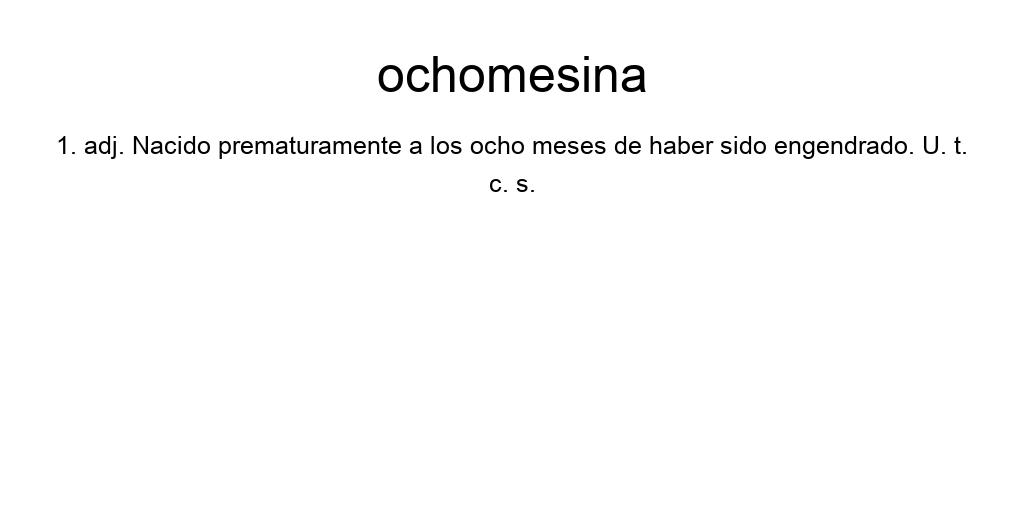 ochomesina
1. adj. Nacido prematuramente a los ocho meses de haber sido engendrado. U. t.
c. s.